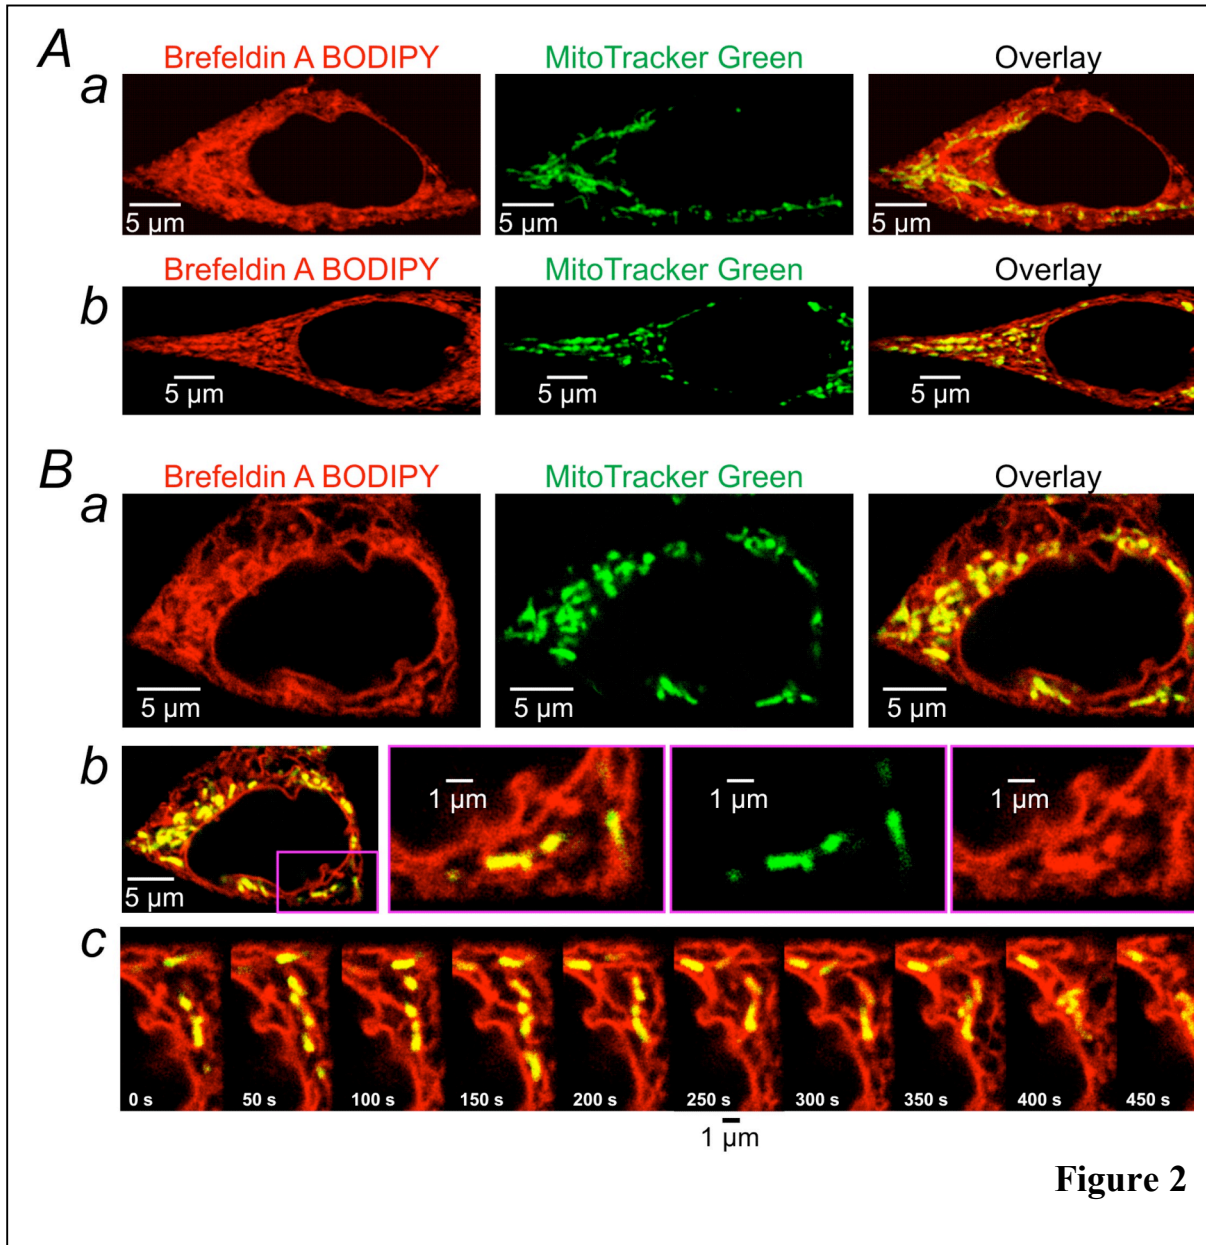 A
a
Brefeldin A BODIPY MitoTracker Green Overlay
5 µm 5 µm 5 µm
b
Brefeldin A BODIPY MitoTracker Green Overlay
5 µm 5 µm 5 µm
B
a
Brefeldin A BODIPY MitoTracker Green Overlay
5 µm 5 µm 5 µm
b
5 µm 1 µm 1 µm 1 µm
c
0 s 50 s 100 s 150 s 200 s 250 s 300 s 350 s 400 s 450 s
1 µm
Figure 2